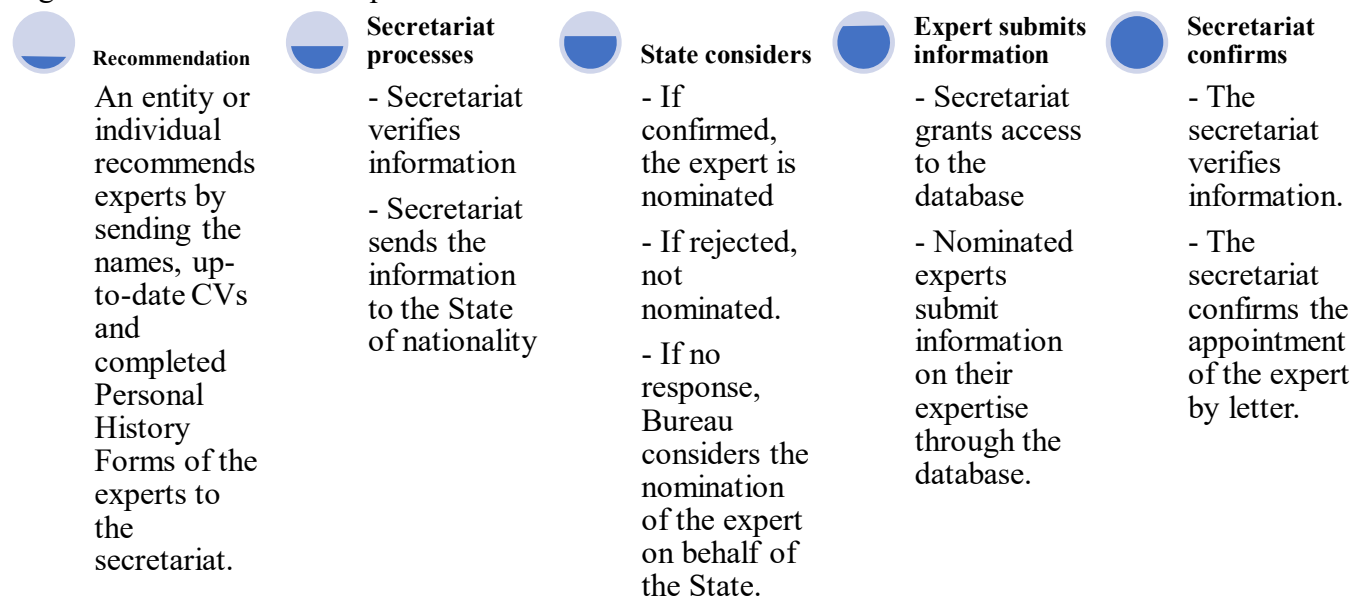 Recommendation
An entity or
individual
recommends
experts by
sending the
names, up-
to-date CVs
and
completed
Personal
History
Forms of the
experts to
the
secretariat.
Secretariat
processes
- Secretariat
verifies
information
- Secretariat
sends the
information
to the State
of nationality
State considers
- If
confirmed,
the expert is
nominated
- If rejected,
not
nominated.
- If no
response,
Bureau
considers the
nomination
of the expert
on behalf of
the State.
Expert submits
information
- Secretariat
grants access
to the
database
- Nominated
experts
submit
information
on their
expertise
through the
database.
Secretariat
confirms
- The
secretariat
verifies
information.
- The
secretariat
confirms the
appointment
of the expert
by letter.